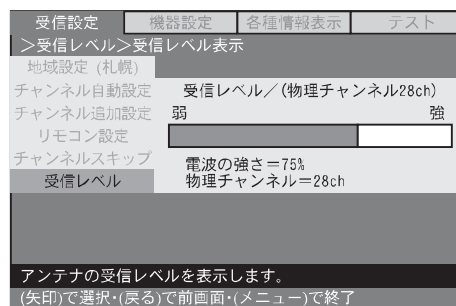 受信設定 機器設定 各種情報表示 テスト
>受信レベル>受信レベル表示
地域設定 (札幌)
チャンネル自動設定 受信レベル／(物理チャンネル28ch)
チャンネル追加設定 弱 強
リモコン設定
チャンネルスキップ 電波の強さ＝75%
受信レベル 物理チャンネル＝28ch
アンテナの受信レベルを表示します。
(矢印)で選択・(戻る)で前画面・(メニュー)で終了